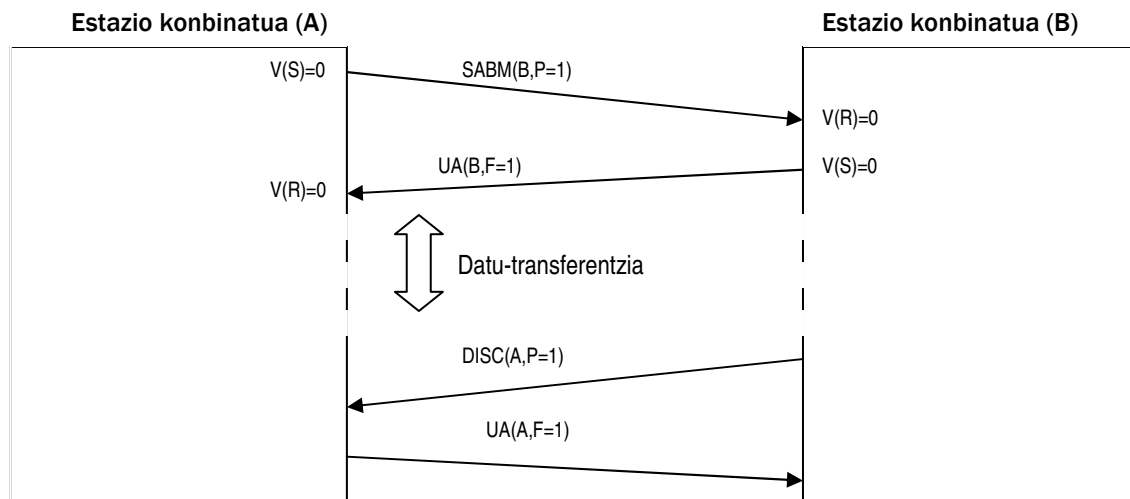 Estazio konbinatua (A)
Estazio konbinatua (B)
V(S)=0
SABM(B,P=1)
V(R)=0
UA(B,F=1)
V(S)=0
V(R)=0
Datu-transferentzia
DISC(A,P=1)
UA(A,F=1)